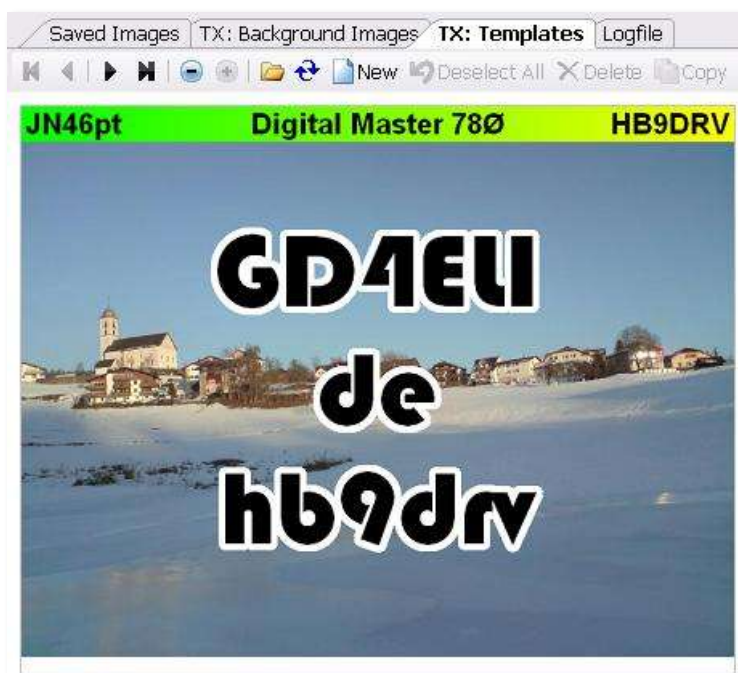 Saved Images TX: Background Images TX: Templates Logfile
New Deselect All Delete Copy
JN46pt Digital Master 78Ø HB9DRV
GD4ELI
de
hb9drv